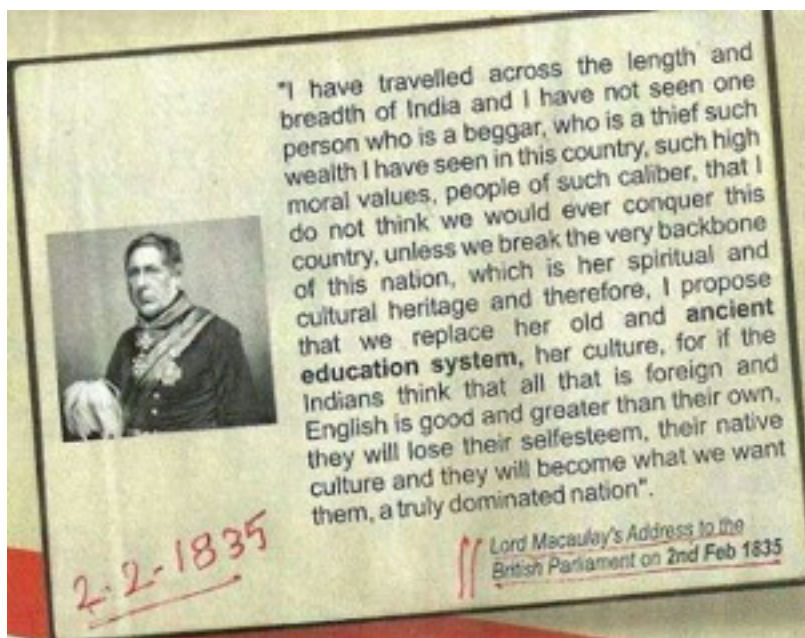 "I have travelled across the length and
breadth of India and I have not seen one
person who is a beggar, who is a thief such
wealth I have seen in this country, such high
moral values, people of such caliber, that I
do not think we would ever conquer this
country, unless we break the very backbone
of this nation, which is her spiritual and
cultural heritage and therefore, I propose
that we replace her old and ancient
education system, her culture, for if the
Indians think that all that is foreign and
English is good and greater than their own,
they will lose their selfesteem, their native
culture and they will become what we want
them, a truly dominated nation".
Lord Macaulay's Address to the
British Parliament on 2nd Feb 1835
2-2-1835